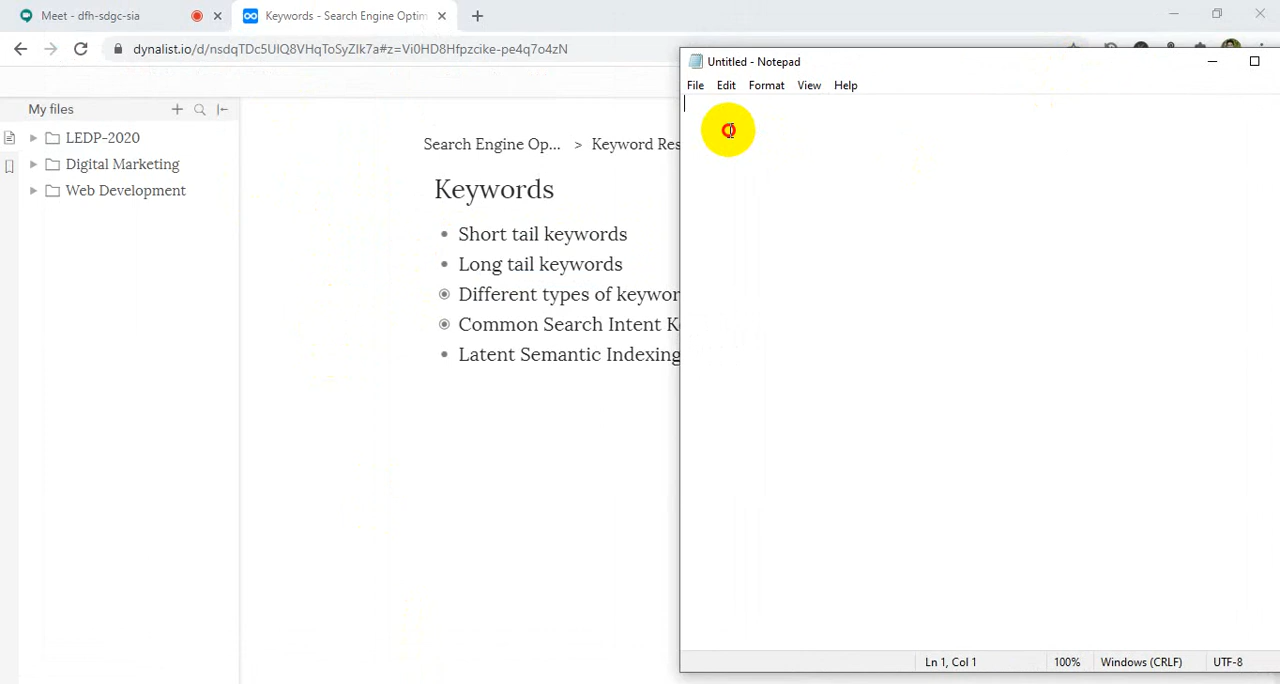 Meet - dfh-sdgc-sia
Keywords - Search Engine Optim
dynalist.io/d/nsdqTDc5UIQ8VHqToSyZIk7a#z=Vi0HD8Hfpzcike-pe4q7o4zN
Untitled - Notepad
File Edit Format View Help
My files
LEDP-2020
Digital Marketing
Web Development
Search Engine Op... > Keyword Res
Keywords
Short tail keywords
Long tail keywords
Different types of keywor
Common Search Intent K
Latent Semantic Indexing
Ln 1, Col 1 100% Windows (CRLF) UTF-8